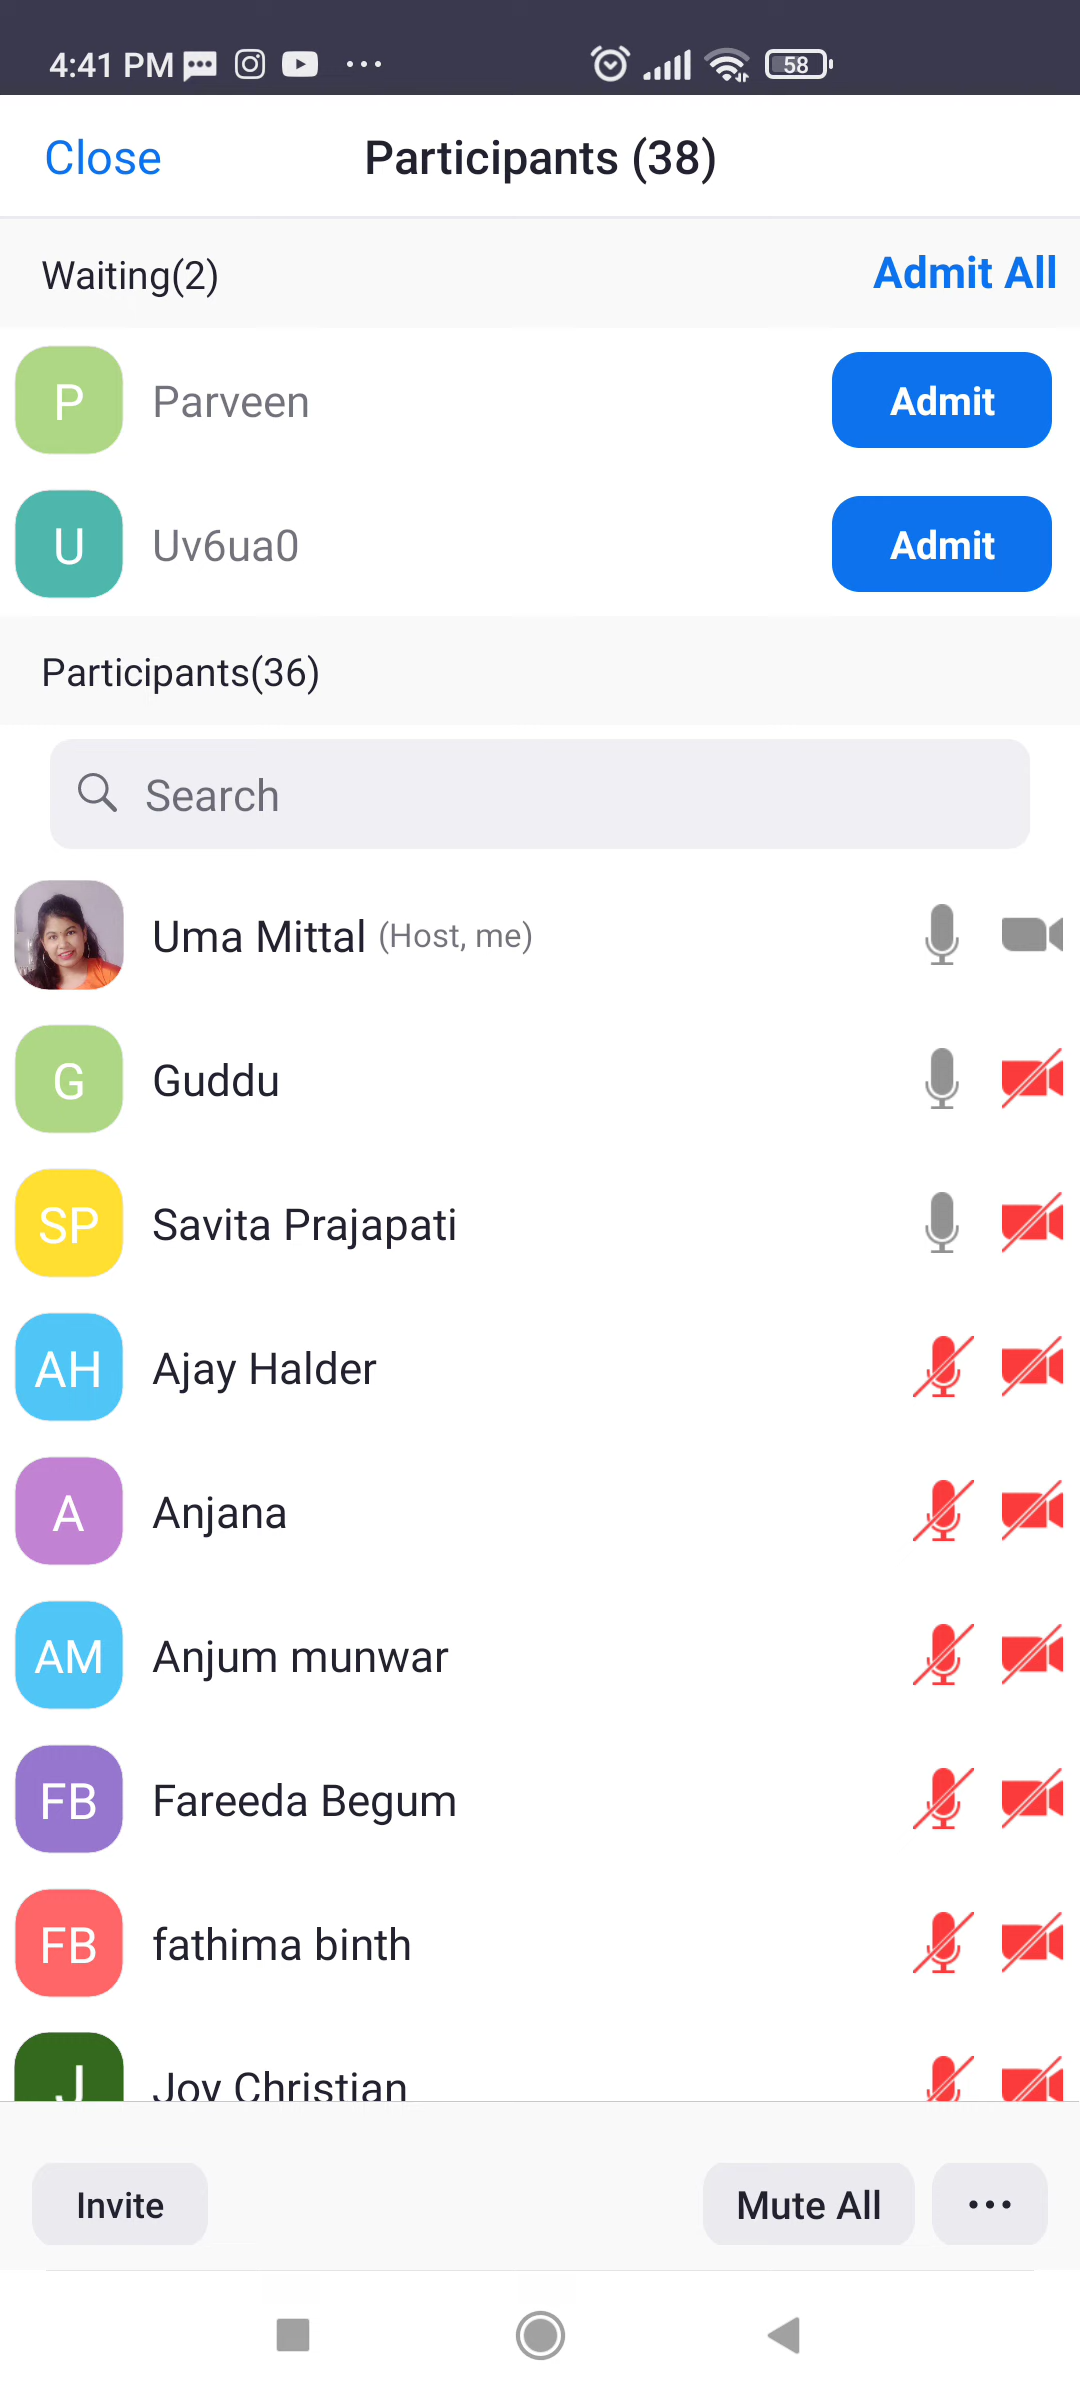 4:41 PM
58
Close
Participants (38)
Waiting(2)
Admit All
P
Parveen
Admit
U
Uv6ua0
Admit
Participants(36)
Search
Uma Mittal (Host, me)
G
Guddu
SP
Savita Prajapati
AH
Ajay Halder
A
Anjana
AM
Anjum munwar
FB
Fareeda Begum
FB
fathima binth
J
Joy Christian
Invite
Mute All